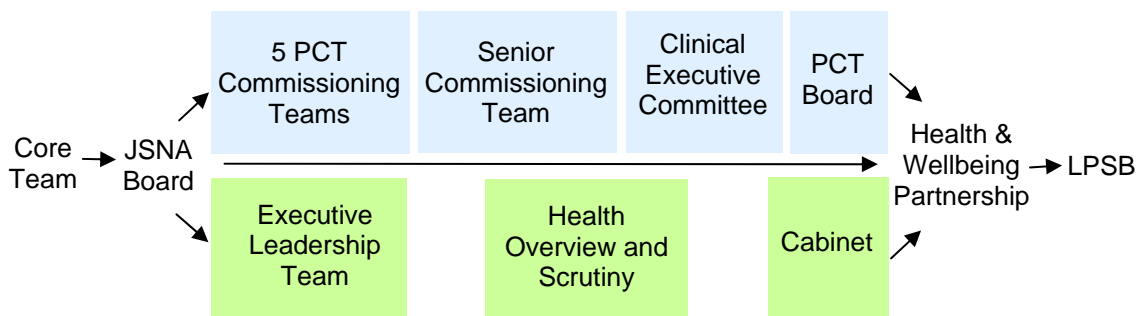 Core
Team
JSNA
Board
5 PCT
Commissioning
Teams
Senior
Commissioning
Team
Clinical
Executive
Committee
PCT
Board
Executive
Leadership
Team
Health
Overview and
Scrutiny
Cabinet
Health &
Wellbeing
Partnership
LPSB